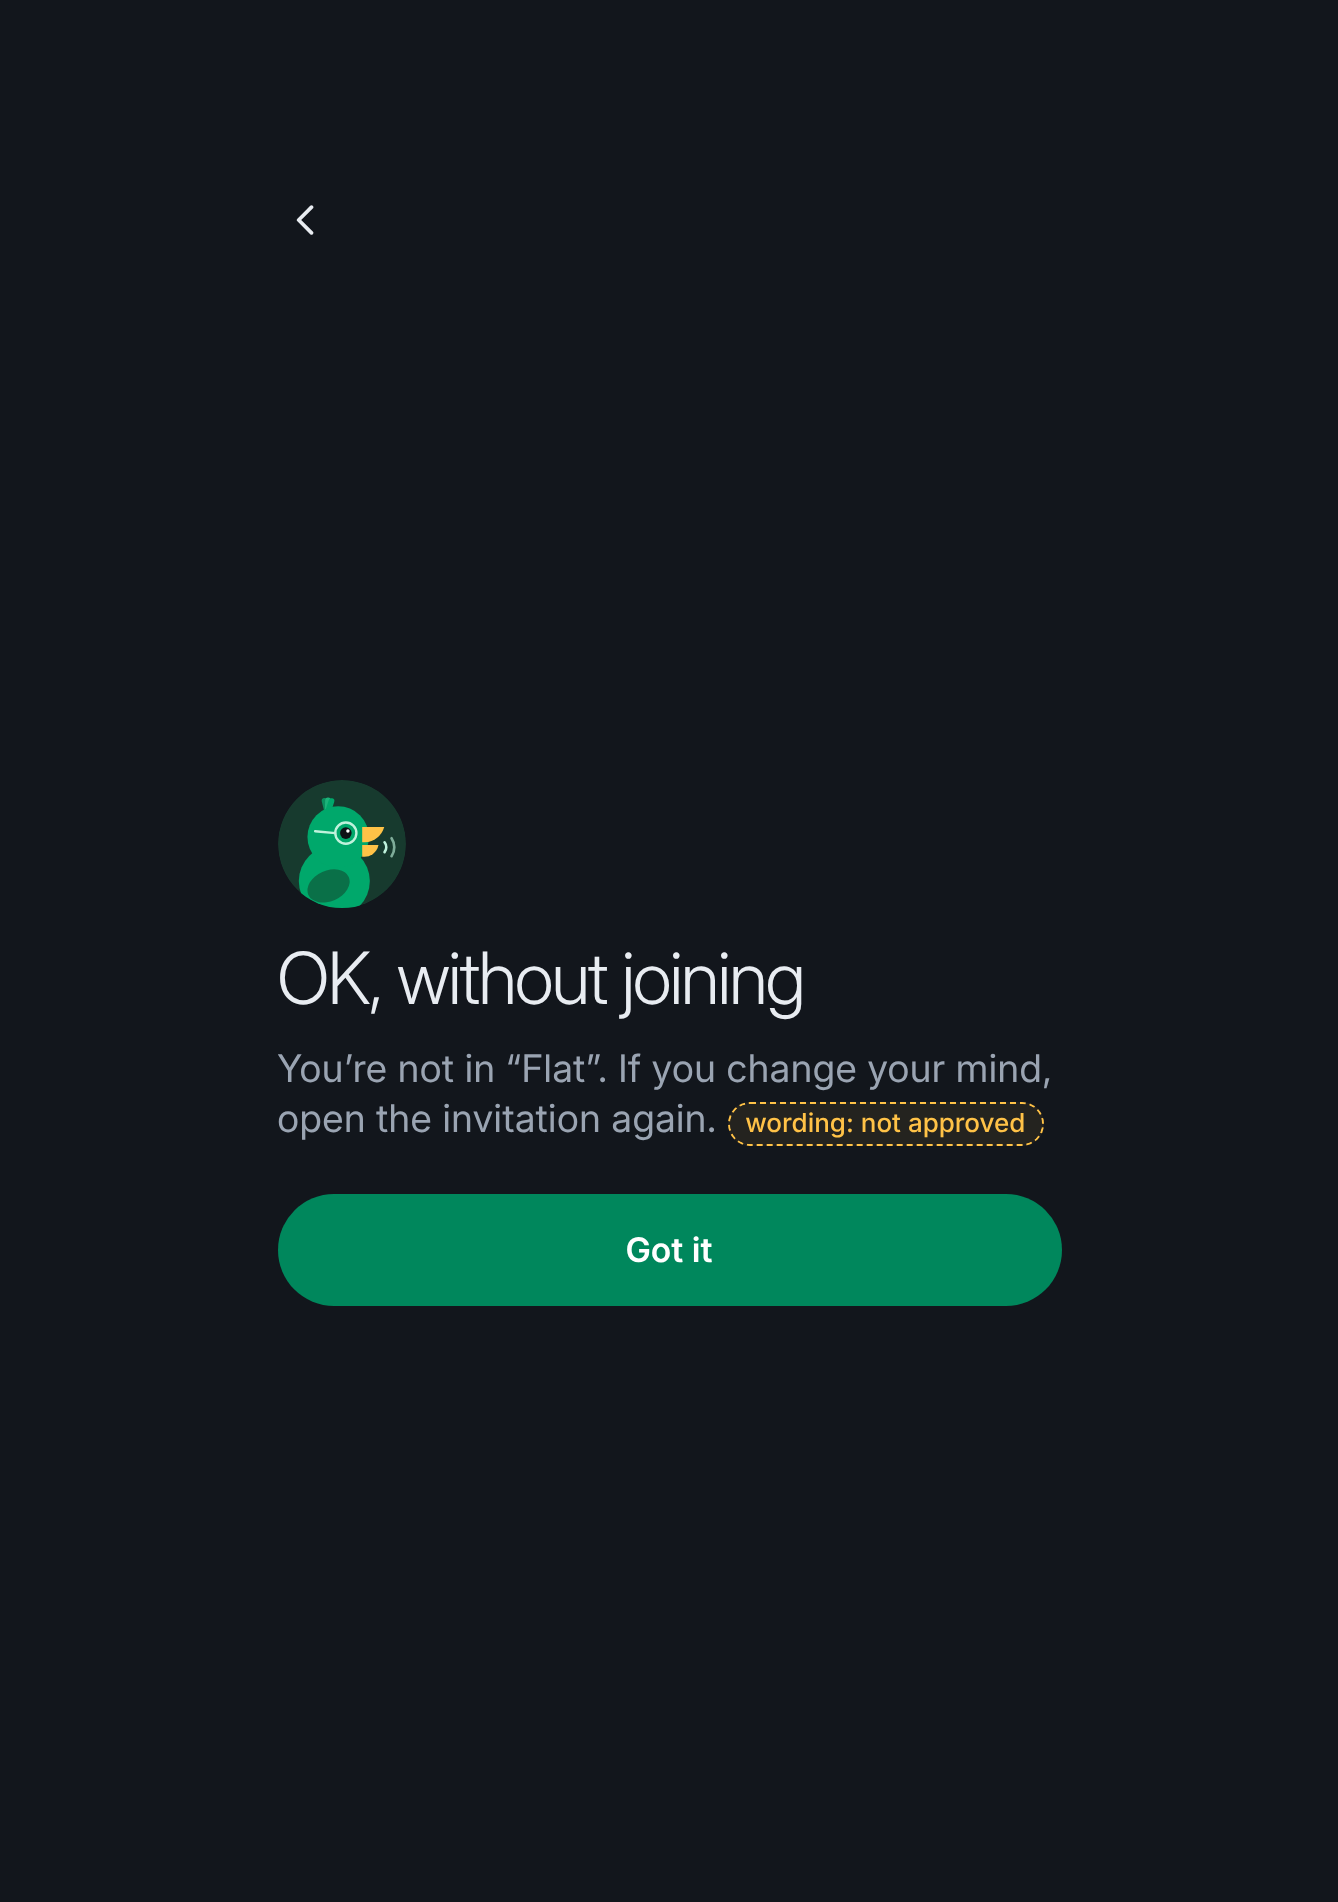 OK, without joining
You’re not in “Flat”. If you change your mind,
open the invitation again. wording: not approved
Got it